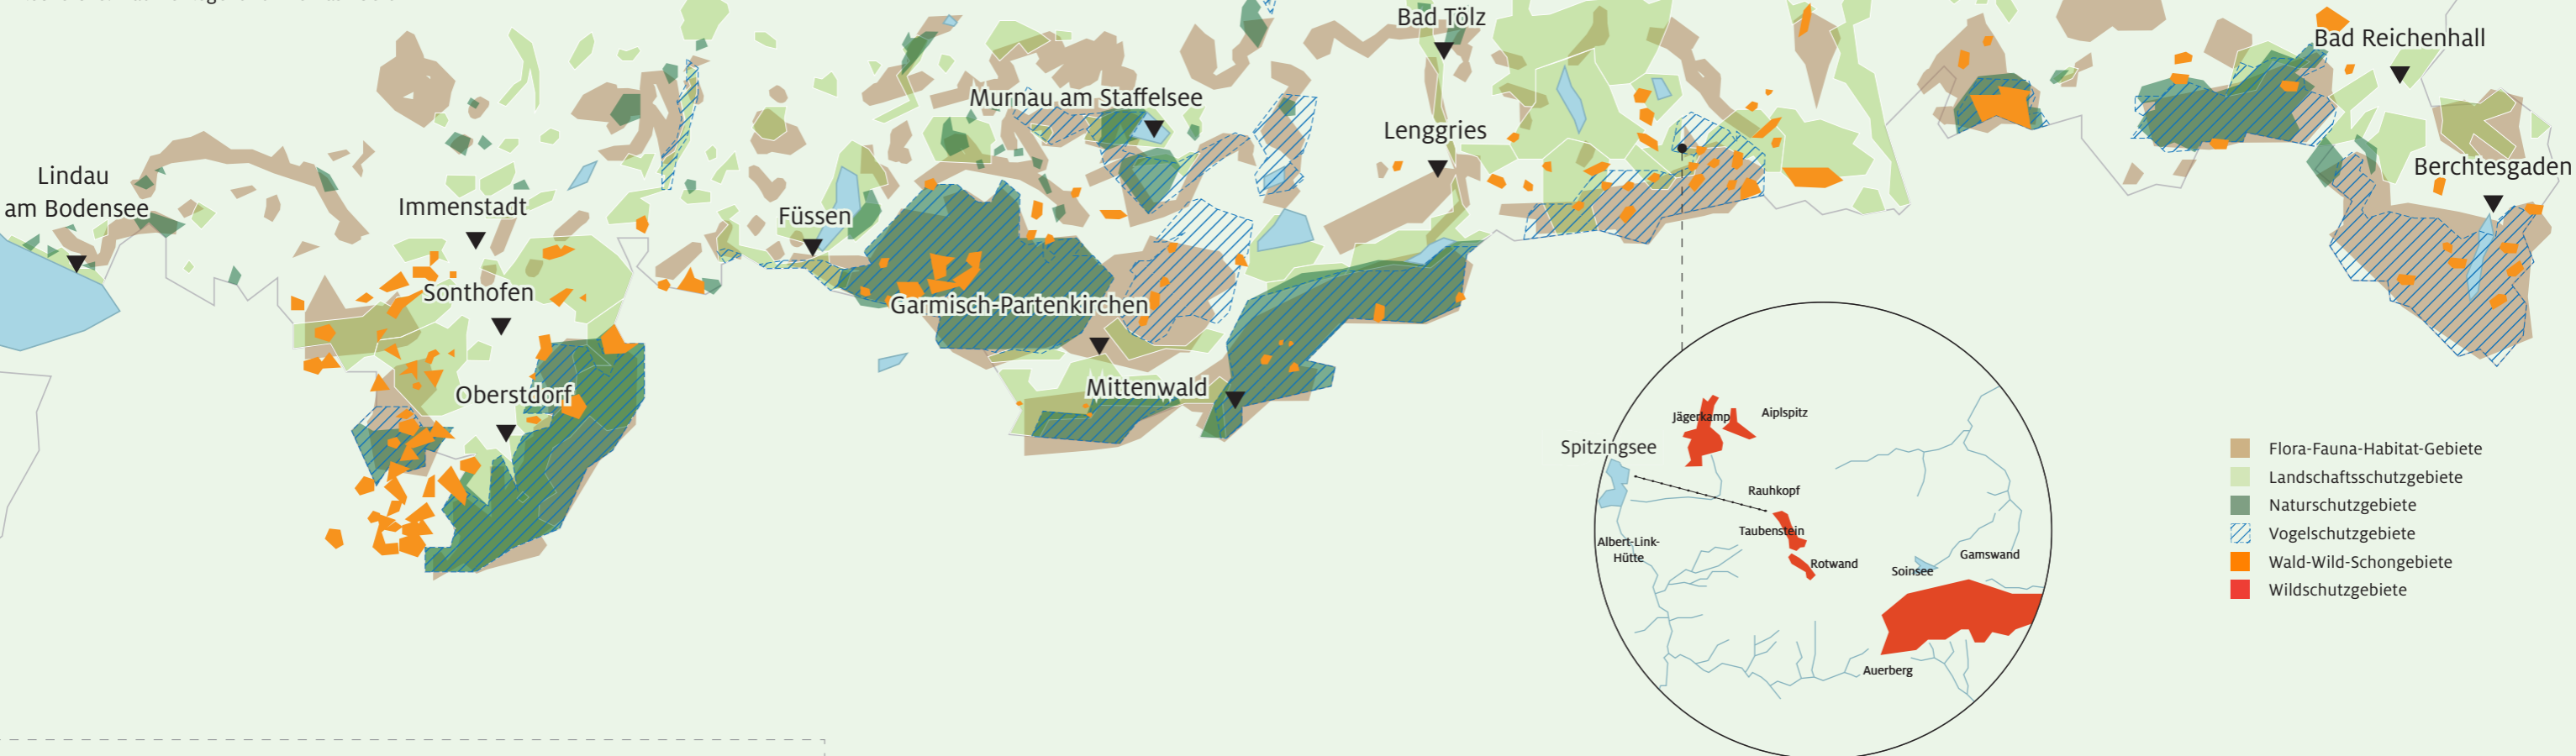 Bad Tölz
Bad Reichenhall
Murnau am Staffelsee
Lenggries
Berchtesgaden
Lindau
am Bodensee
Immenstadt
Füssen
Sonthofen
Garmisch-Partenkirchen
Oberstdorf
Mittenwald
Jägerkamp
Aiplspitz
Spitzingsee
Rauhkopf
Taubenstein
Albert-Link-
Hütte
Rotwand
Soinsee
Gamswand
Auerberg
Flora-Fauna-Habitat-Gebiete
Landschaftsschutzgebiete
Naturschutzgebiete
Vogelschutzgebiete
Wald-Wild-Schongebiete
Wildschutzgebiete